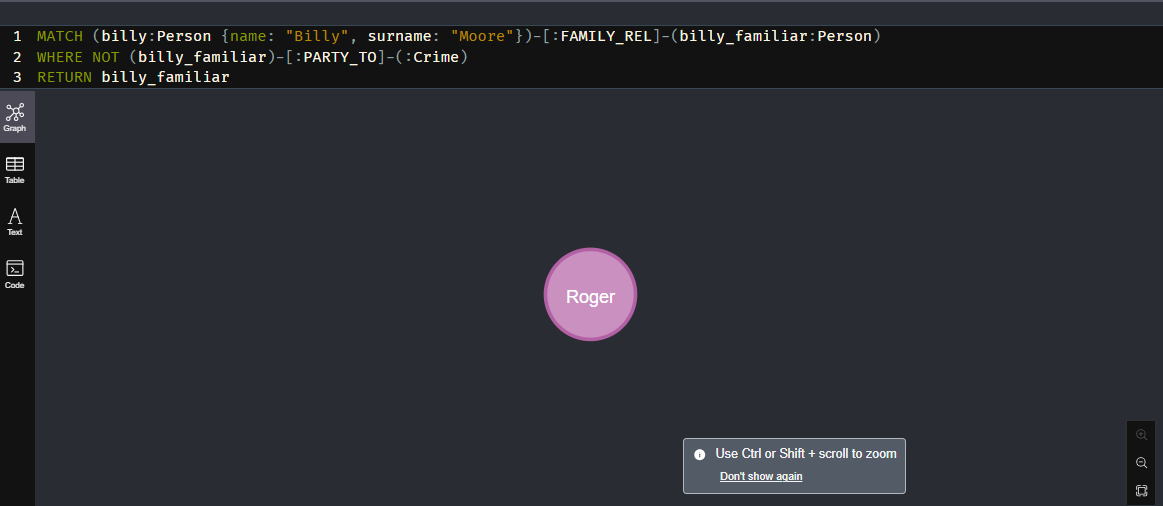 1 MATCH (billy:Person {name: "Billy", surname: "Moore"})-[:FAMILY_REL]-(billy_familiar:Person)
2 WHERE NOT (billy_familiar)-[:PARTY_TO]-(:Crime)
3 RETURN billy_familiar
Graph
Table
A
Text
Code
Roger
Use Ctrl or Shift + scroll to zoom
Don't show again